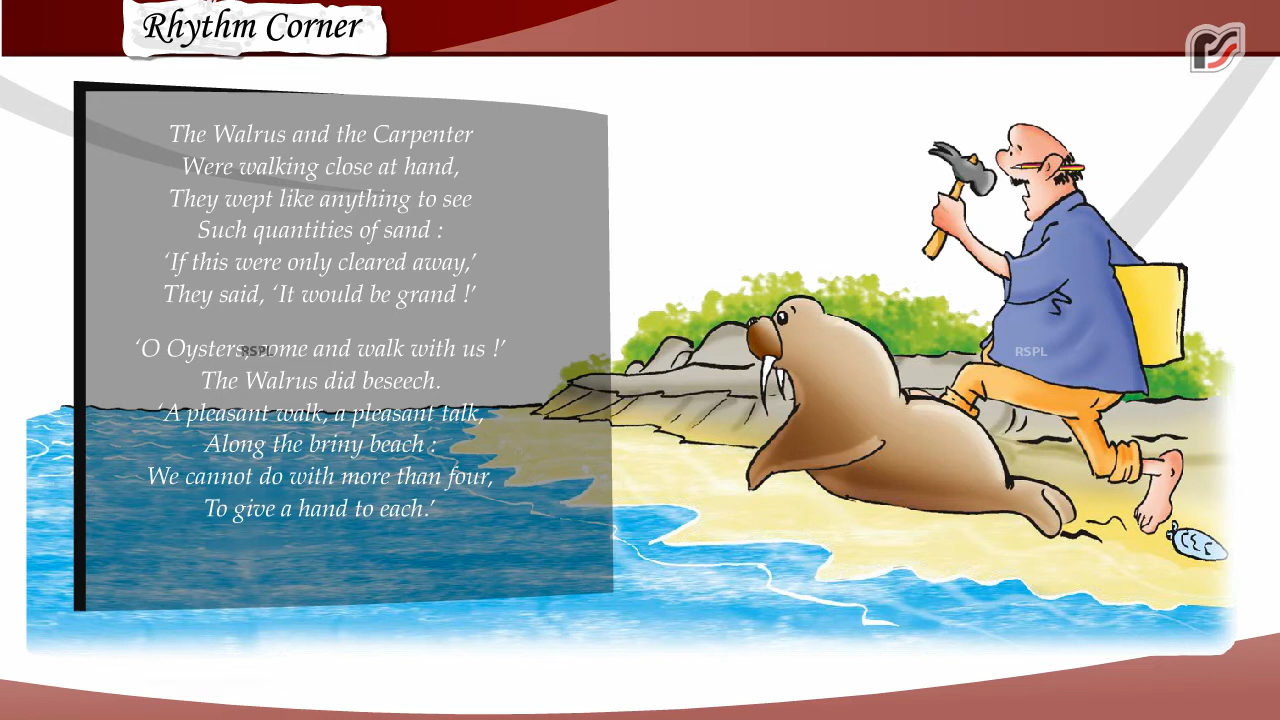 Rhythm Corner
The Walrus and the Carpenter
Were walking close at hand,
They wept like anything to see
Such quantities of sand :
‘If this were only cleared away,’
They said, ‘It would be grand !’
‘O Oysters, come and walk with us !’
The Walrus did beseech.
‘A pleasant walk, a pleasant talk,
Along the briny beach :
We cannot do with more than four,
To give a hand to each.’
RSPL
RSPL